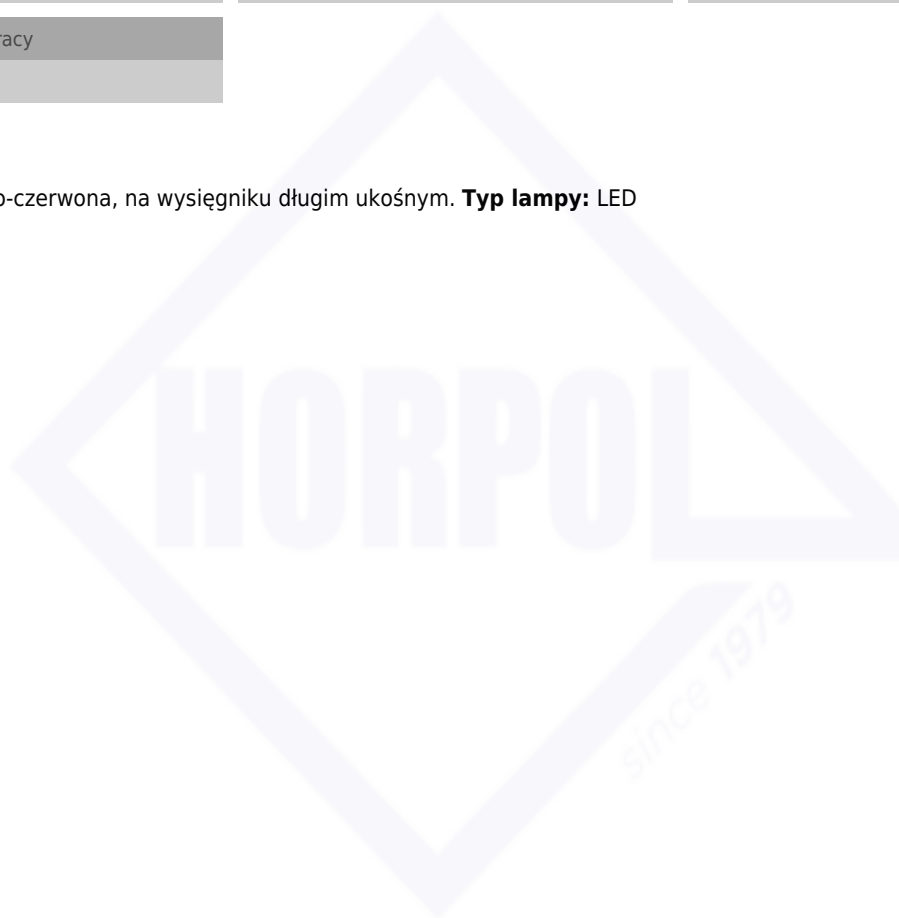 racy
o-czerwona, na wysięgniku długim ukośnym. Typ lampy: LED
HORPOL
since 1979